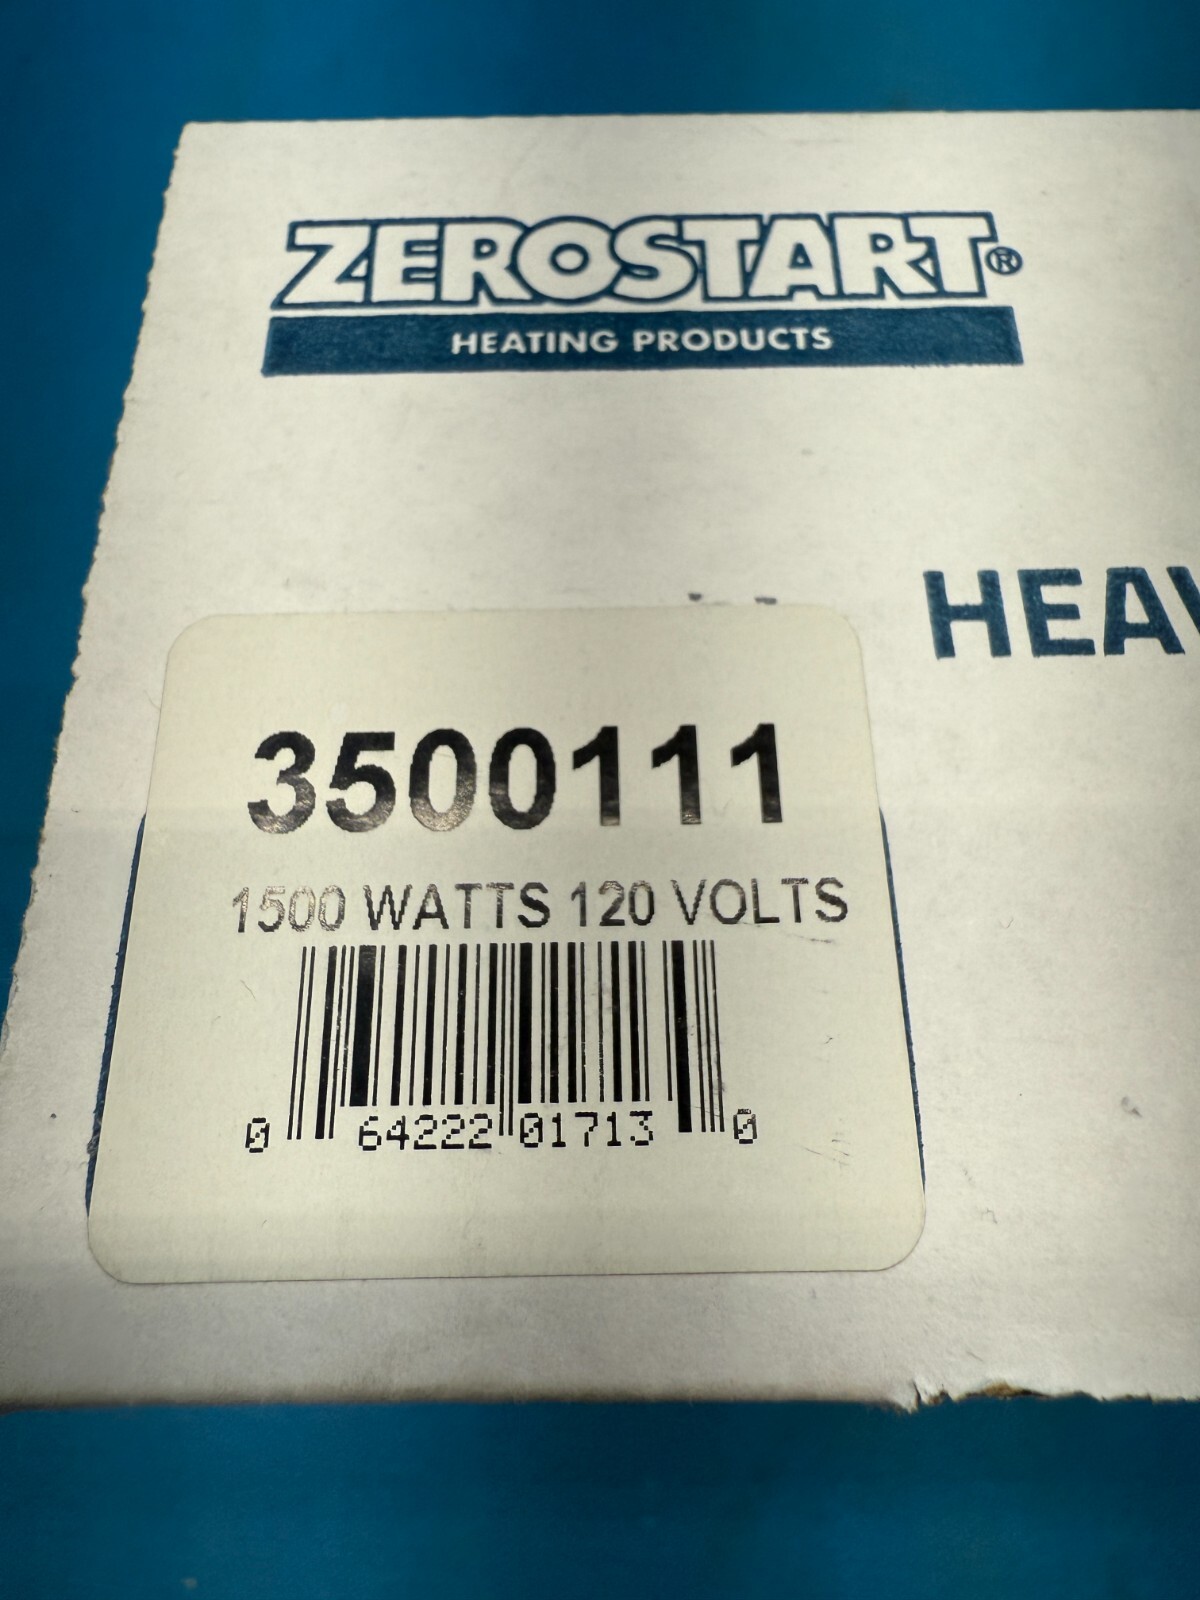 ZEROSTART®
HEATING PRODUCTS
HEAV
3500111
1500 WATTS 120 VOLTS
0 64222 01713 0